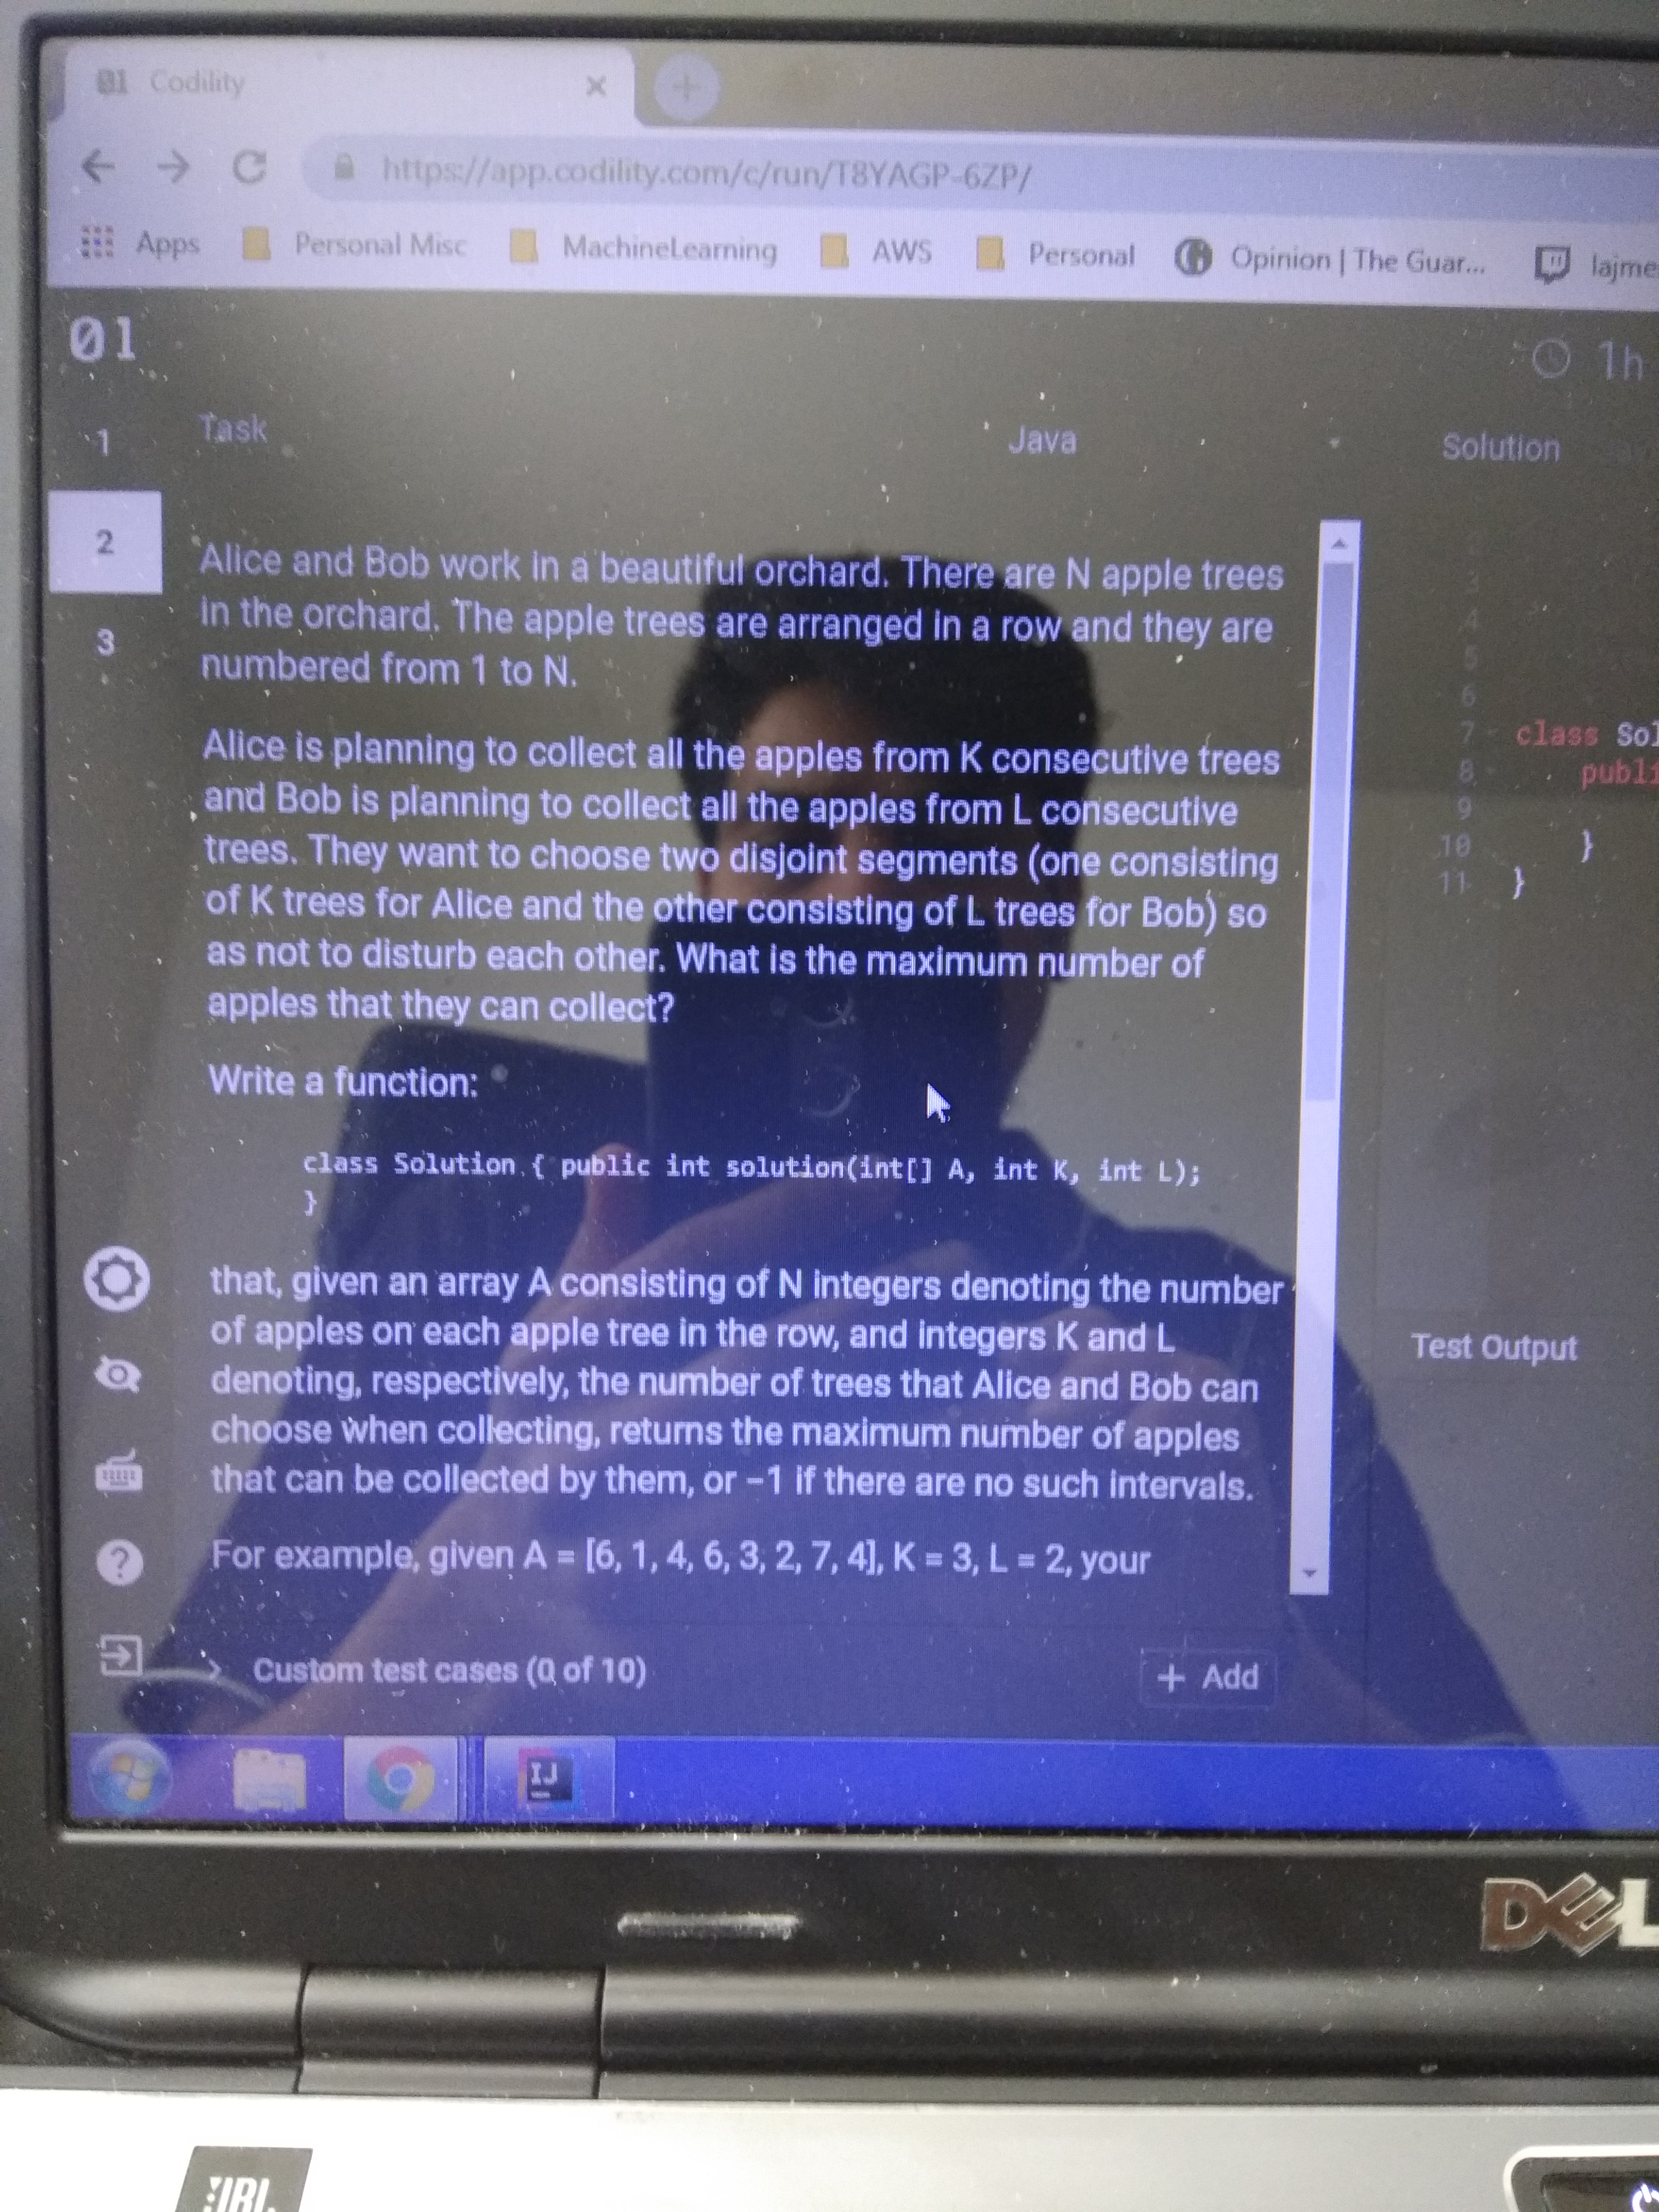 01 Codility
https://app.codility.com/c/run/T8YAGP-6ZP/
Apps Personal Misc MachineLearning AWS Personal Opinion | The Guar... lajme
01
1h
Task Java Solution
1
2
3
Alice and Bob work in a beautiful orchard. There are N apple trees
in the orchard. The apple trees are arranged in a row and they are
numbered from 1 to N.
Alice is planning to collect all the apples from K consecutive trees
and Bob is planning to collect all the apples from L consecutive
trees. They want to choose two disjoint segments (one consisting
of K trees for Alice and the other consisting of L trees for Bob) so
as not to disturb each other. What is the maximum number of
apples that they can collect?
Write a function:
class Solution { public int solution(int[] A, int K, int L);
}
that, given an array A consisting of N integers denoting the number
of apples on each apple tree in the row, and integers K and L
denoting, respectively, the number of trees that Alice and Bob can
choose when collecting, returns the maximum number of apples
that can be collected by them, or −1 if there are no such intervals.
For example, given A = [6, 1, 4, 6, 3, 2, 7, 4], K = 3, L = 2, your
Custom test cases (0 of 10)
+ Add
3
4
5
6
7 class Sol
8 publi
9
10 }
11 }
Test Output
IJ
DELL
JBL